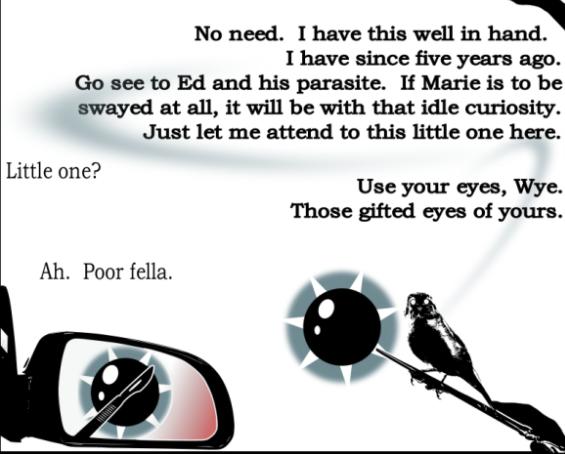 No need.  I have this well in hand.
I have since five years ago.
Go see to Ed and his parasite.  If Marie is to be
swayed at all, it will be with that idle curiosity.
Just let me attend to this little one here.
Little one?
Use your eyes, Wye.
Those gifted eyes of yours.
Ah.  Poor fella.